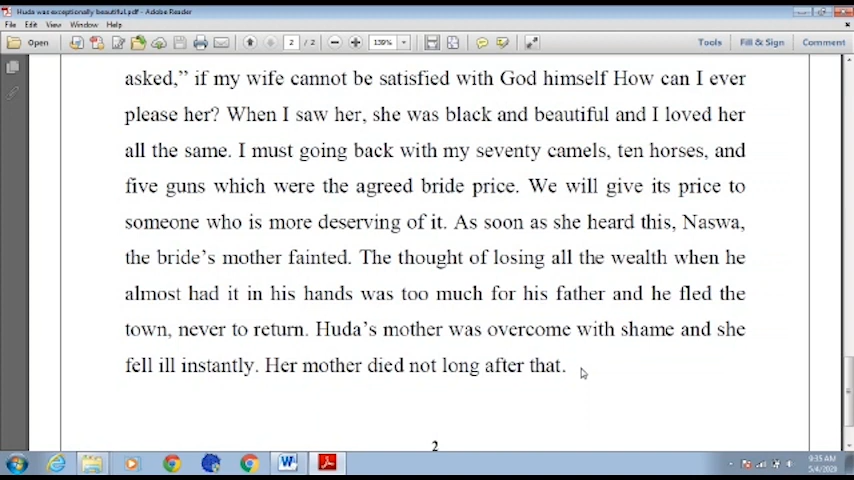 Huda was exceptionally beautiful.pdf - Adobe Reader
File Edit View Window Help
Open 2 / 2 139% Tools Fill & Sign Comment
asked,” if my wife cannot be satisfied with God himself How can I ever
please her? When I saw her, she was black and beautiful and I loved her
all the same. I must going back with my seventy camels, ten horses, and
five guns which were the agreed bride price. We will give its price to
someone who is more deserving of it. As soon as she heard this, Naswa,
the bride’s mother fainted. The thought of losing all the wealth when he
almost had it in his hands was too much for his father and he fled the
town, never to return. Huda’s mother was overcome with shame and she
fell ill instantly. Her mother died not long after that.
2
9:35 AM